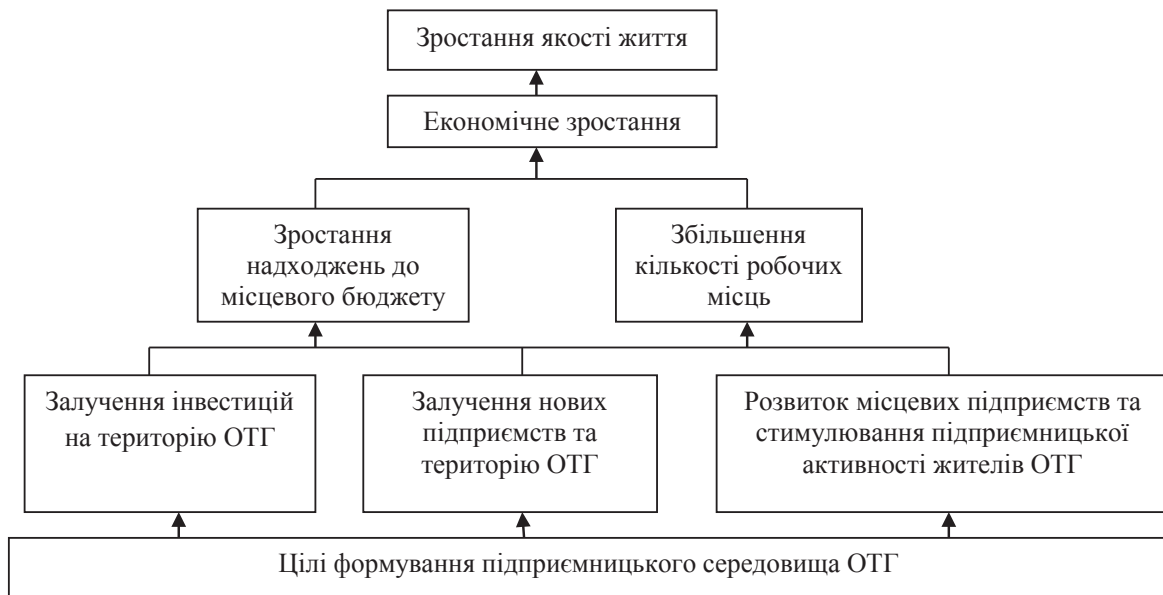 Зростання якості життя
Економічне зростання
Зростання
надходжень до
місцевого бюджету
Збільшення
кількості робочих
місць
Залучення інвестицій
на територію ОТГ
Залучення нових
підприємств та
територію ОТГ
Розвиток місцевих підприємств та
стимулювання підприємницької
активності жителів ОТГ
Цілі формування підприємницького середовища ОТГ